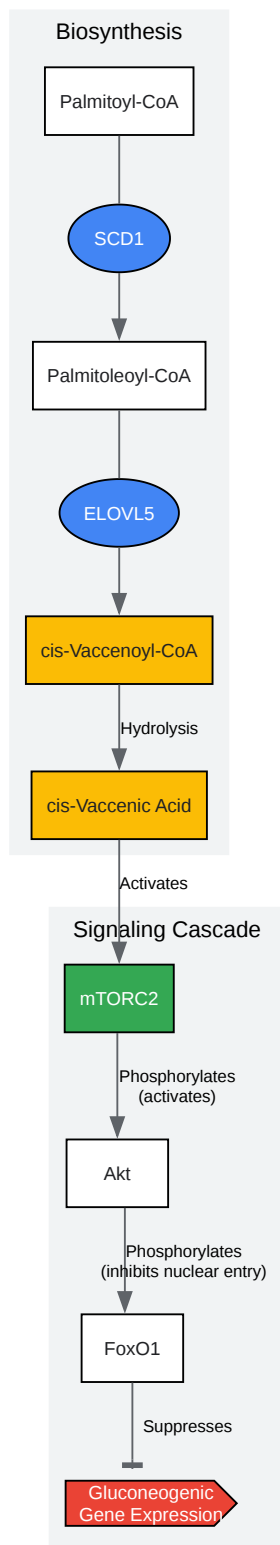 Biosynthesis
Palmitoyl-CoA
SCD1
Palmitoleoyl-CoA
ELOVL5
cis-Vaccenoyl-CoA
Hydrolysis
cis-Vaccenic Acid
Activates
Signaling Cascade
mTORC2
Phosphorylates
(activates)
Akt
Phosphorylates
(inhibits nuclear entry)
FoxO1
Suppresses
Gluconeogenic
Gene Expression